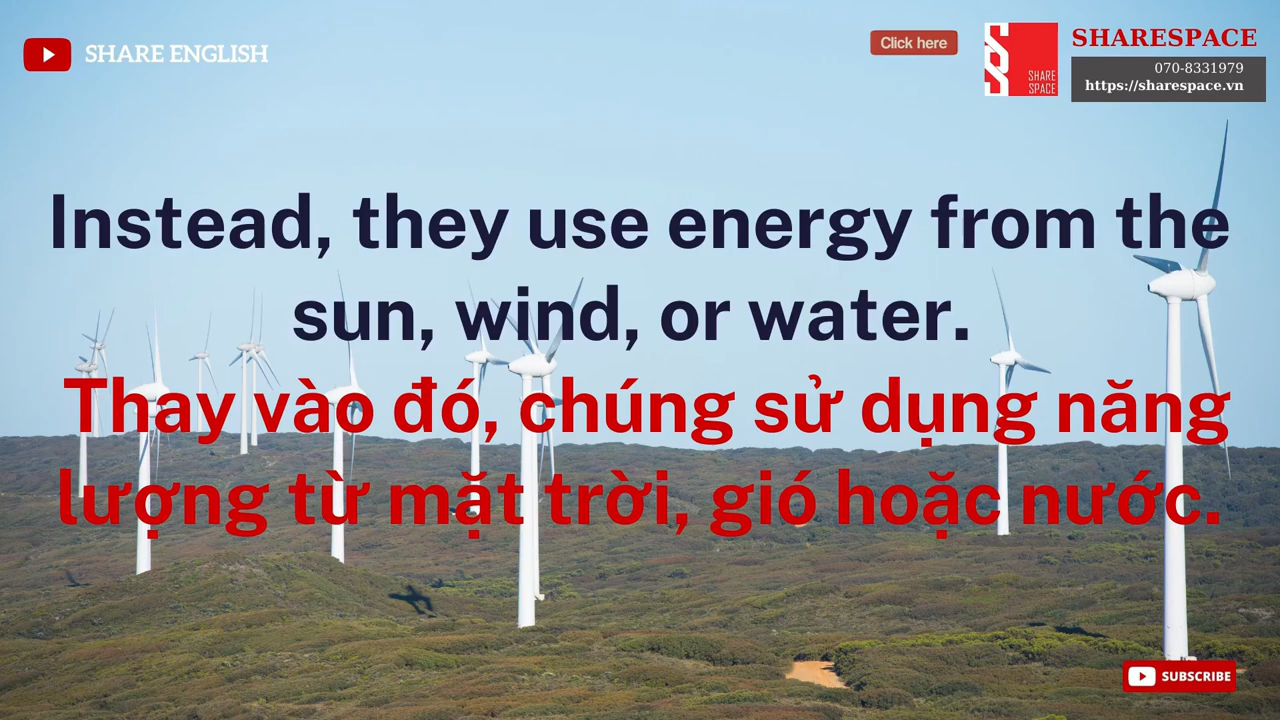 SHARE ENGLISH
Click here
SHARE
SPACE
SHARESPACE
070-8331979
https://sharespace.vn
Instead, they use energy from the
sun, wind, or water.
Thay vào đó, chúng sử dụng năng
lượng từ mặt trời, gió hoặc nước.
SUBSCRIBE